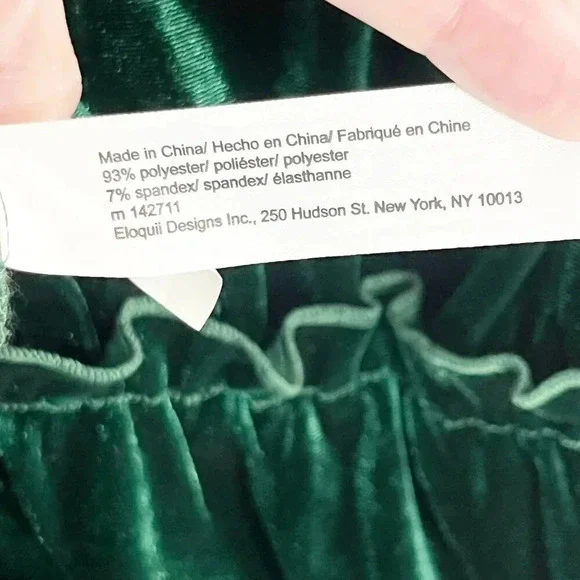 Made in China/ Hecho en China/ Fabriqué en Chine
93% polyester/ poliéster/ polyester
7% spandex/ spandex/ élasthanne
m 142711
Eloquii Designs Inc., 250 Hudson St. New York, NY 10013